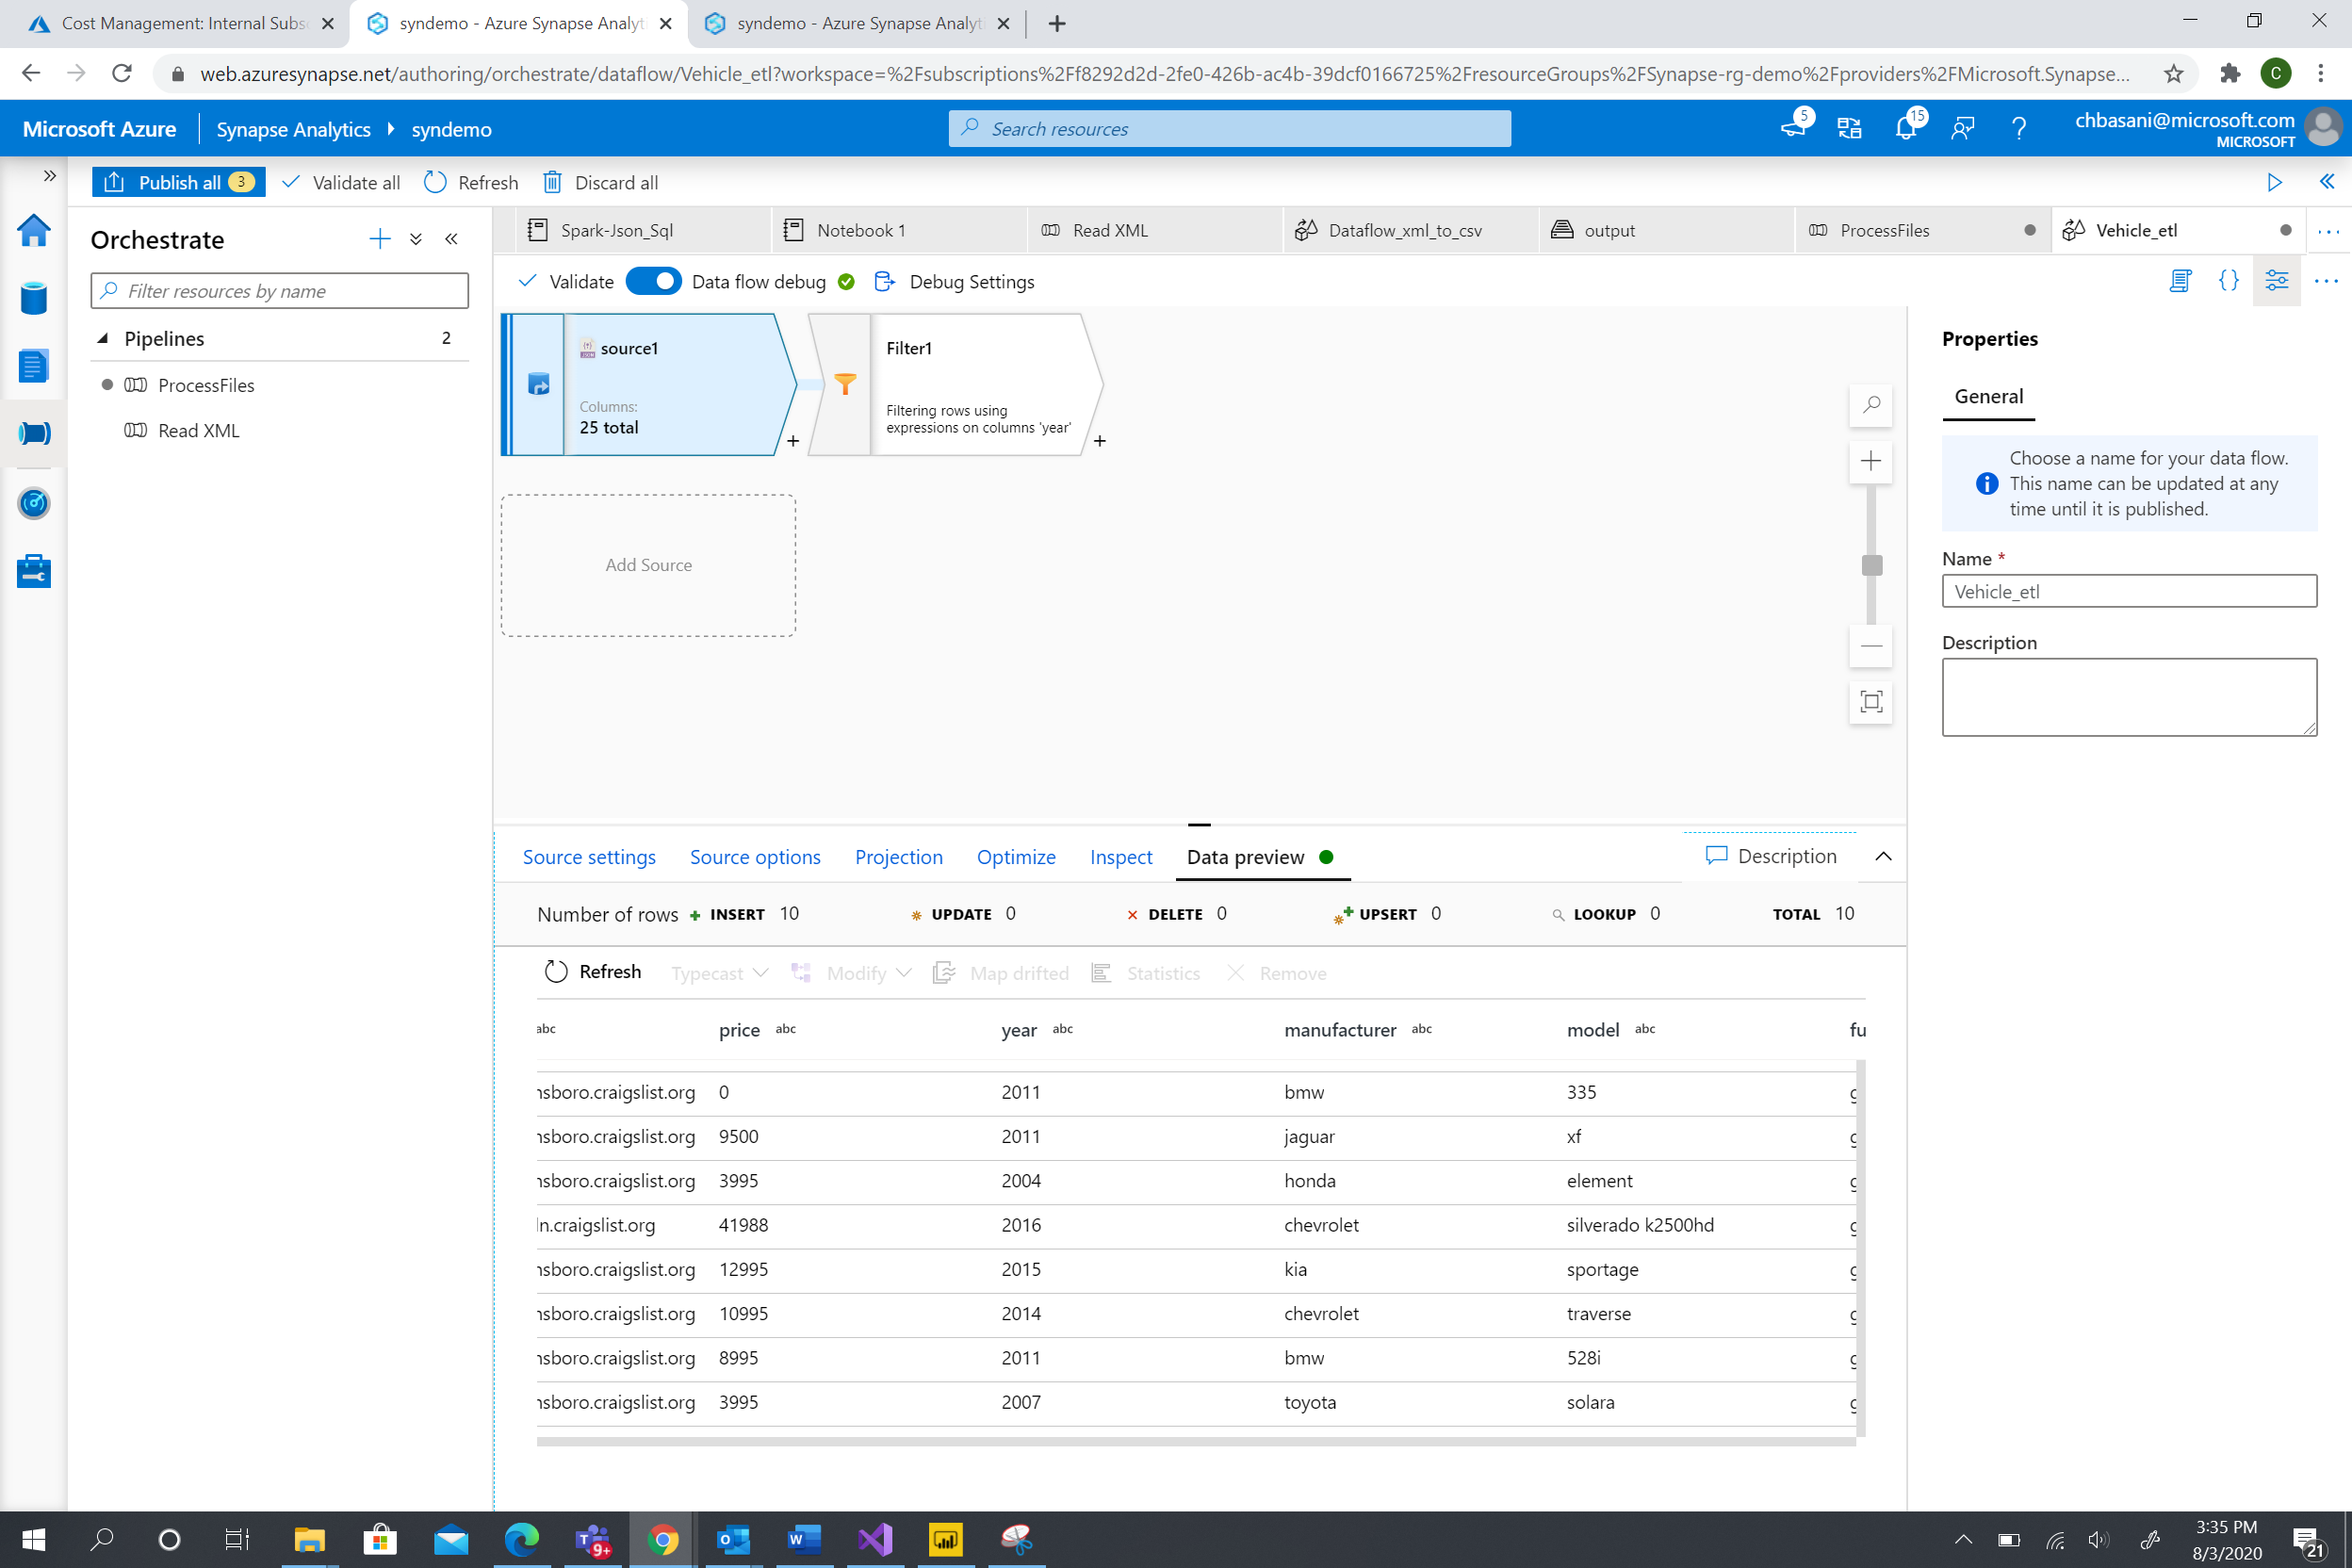 Cost Management: Internal Subs
syndemo - Azure Synapse Analyt
syndemo - Azure Synapse Analyt
web.azuresynapse.net/authoring/orchestrate/dataflow/Vehicle_etl?workspace=%2Fsubscriptions%2Ff8292d2d-2fe0-426b-ac4b-39dcf0166725%2FresourceGroups%2FSynapse-rg-demo%2Fproviders%2FMicrosoft.Synapse...
C
Microsoft Azure
Synapse Analytics
syndemo
Search resources
5
15
chbasani@microsoft.com
MICROSOFT
Publish all 3
Validate all
Refresh
Discard all
Orchestrate
Filter resources by name
Pipelines 2
ProcessFiles
Read XML
Spark-Json_Sql
Notebook 1
Read XML
Dataflow_xml_to_csv
output
ProcessFiles
Vehicle_etl
Validate
Data flow debug
Debug Settings
source1
Columns:
25 total
Filter1
Filtering rows using
expressions on columns 'year'
Add Source
Properties
General
Choose a name for your data flow.
This name can be updated at any
time until it is published.
Name *
Vehicle_etl
Description
Source settings
Source options
Projection
Optimize
Inspect
Data preview
Description
Number of rows INSERT 10 UPDATE 0 DELETE 0 UPSERT 0 LOOKUP 0 TOTAL 10
Refresh Typecast Modify Map drifted Statistics Remove
abc price abc year abc manufacturer abc model abc fu
nsboro.craigslist.org 0 2011 bmw 335 g
nsboro.craigslist.org 9500 2011 jaguar xf g
nsboro.craigslist.org 3995 2004 honda element g
ln.craigslist.org 41988 2016 chevrolet silverado k2500hd g
nsboro.craigslist.org 12995 2015 kia sportage g
nsboro.craigslist.org 10995 2014 chevrolet traverse g
nsboro.craigslist.org 8995 2011 bmw 528i g
nsboro.craigslist.org 3995 2007 toyota solara g
9+
3:35 PM
8/3/2020
21